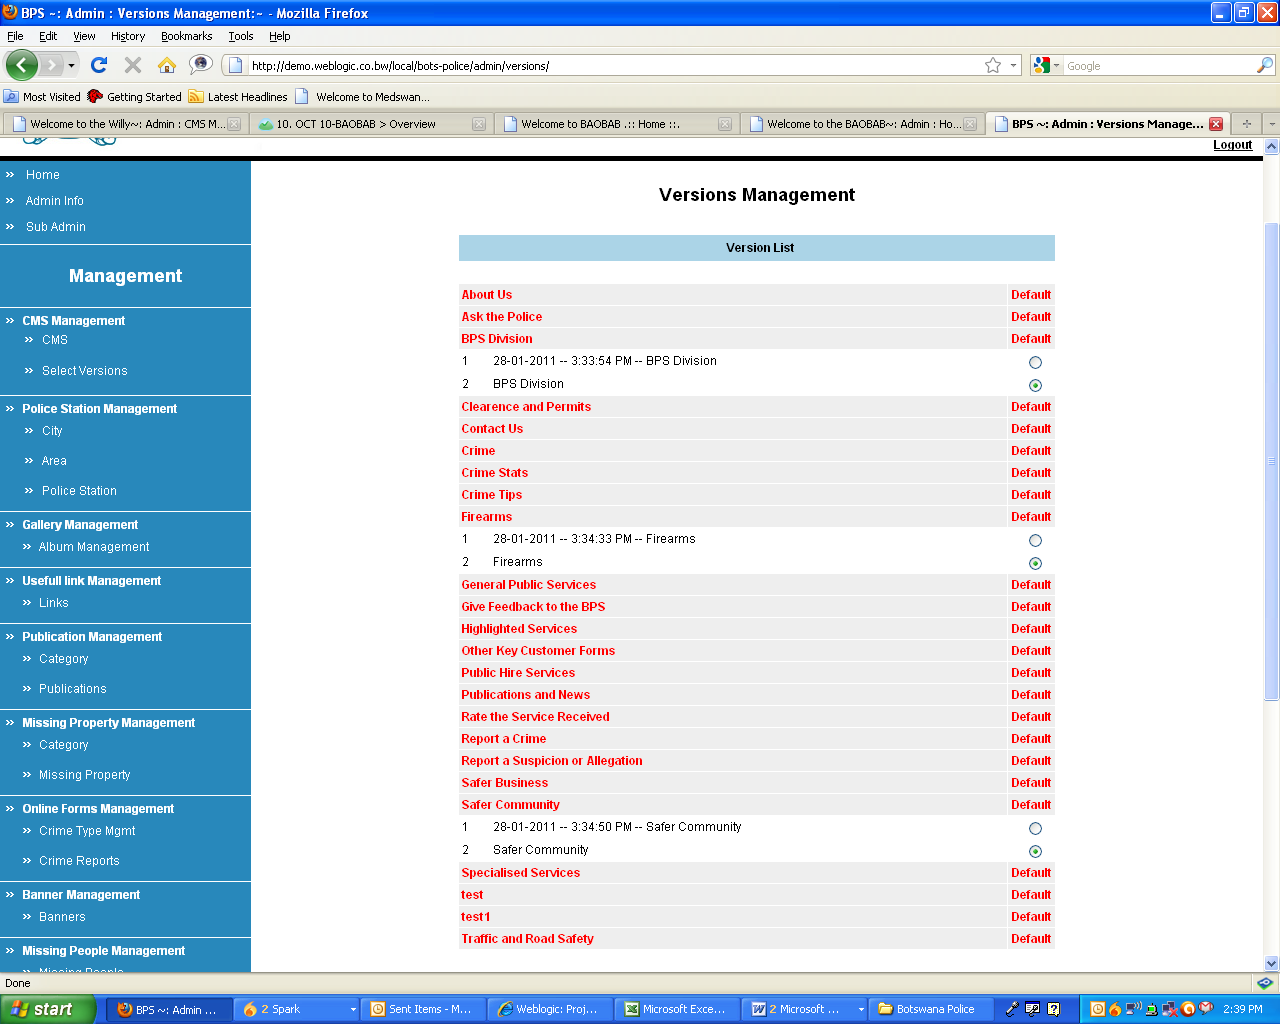 BPS ~: Admin : Versions Management:~ - Mozilla Firefox
File Edit View History Bookmarks Tools Help
http://demo.weblogic.co.bw/local/bots-police/admin/versions/
Google
Most Visited Getting Started Latest Headlines Welcome to Medswan...
Welcome to the Willy~: Admin : CMS M... 10. OCT 10-BAOBAB > Overview Welcome to BAOBAB .:: Home ::. Welcome to the BAOBAB~: Admin : Ho... BPS ~: Admin : Versions Manage...
Logout
Home
Admin Info
Sub Admin
Management
CMS Management
CMS
Select Versions
Police Station Management
City
Area
Police Station
Gallery Management
Album Management
Usefull link Management
Links
Publication Management
Category
Publications
Missing Property Management
Category
Missing Property
Online Forms Management
Crime Type Mgmt
Crime Reports
Banner Management
Banners
Missing People Management
Missing People
Versions Management
Version List
About Us Default
Ask the Police Default
BPS Division Default
1 28-01-2011 -- 3:33:54 PM -- BPS Division
2 BPS Division
Clearence and Permits Default
Contact Us Default
Crime Default
Crime Stats Default
Crime Tips Default
Firearms Default
1 28-01-2011 -- 3:34:33 PM -- Firearms
2 Firearms
General Public Services Default
Give Feedback to the BPS Default
Highlighted Services Default
Other Key Customer Forms Default
Public Hire Services Default
Publications and News Default
Rate the Service Received Default
Report a Crime Default
Report a Suspicion or Allegation Default
Safer Business Default
Safer Community Default
1 28-01-2011 -- 3:34:50 PM -- Safer Community
2 Safer Community
Specialised Services Default
test Default
test1 Default
Traffic and Road Safety Default
Done
start BPS ~: Admin ... 2 Spark Sent Items - M... Weblogic: Proj... Microsoft Exce... 2 Microsoft ... Botswana Police 2:39 PM